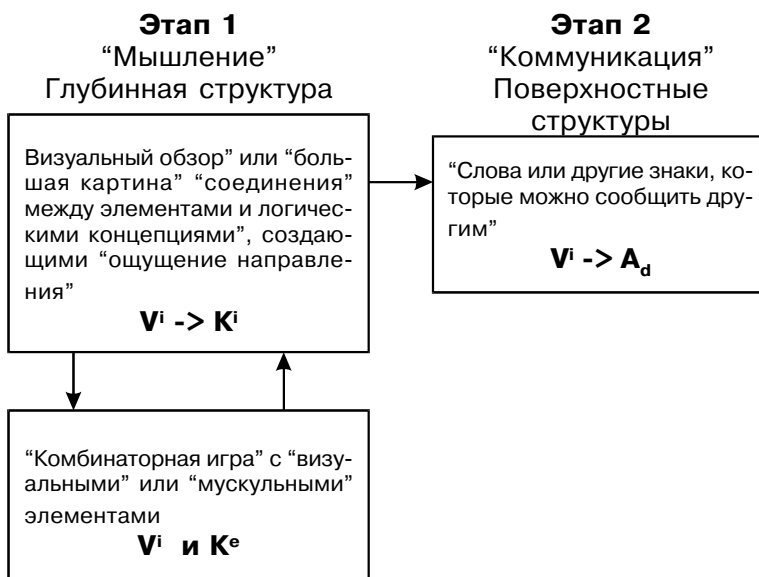 Этап 1
“Мышление”
Глубинная структура
Визуальный обзор” или “боль-
шая картина” “соединения”
между элементами и логичес-
кими концепциями”, создаю-
щими “ощущение направле-
ния”
Vⁱ -> Kⁱ
“Комбинаторная игра” с “визу-
альными” или “мускульными”
элементами
Vⁱ и Kᵉ
Этап 2
“Коммуникация”
Поверхностные
структуры
“Слова или другие знаки, ко-
торые можно сообщить дру-
гим”
Vⁱ -> A_d